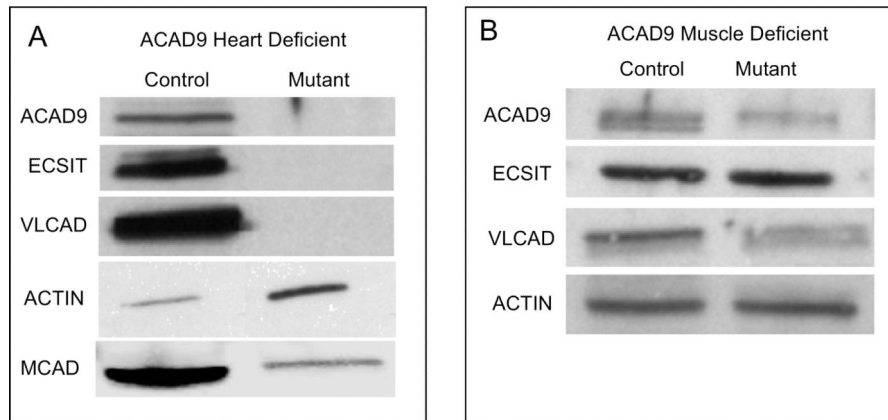 A
ACAD9 Heart Deficient
Control Mutant
ACAD9
ECSIT
VLCAD
ACTIN
MCAD
B
ACAD9 Muscle Deficient
Control Mutant
ACAD9
ECSIT
VLCAD
ACTIN